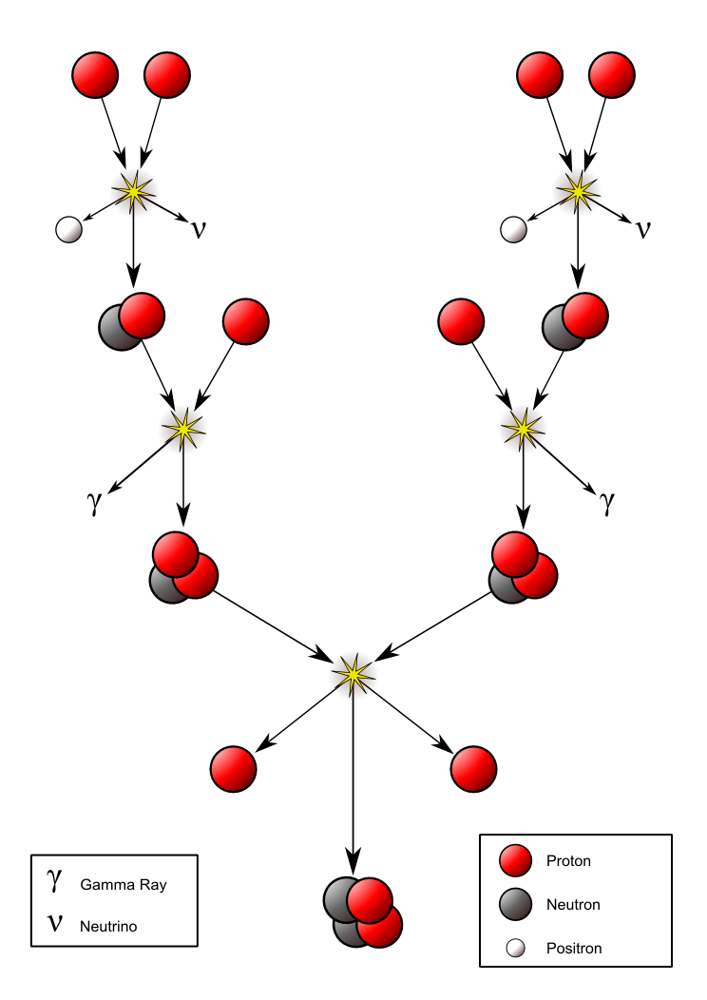 ν
ν
γ
γ
γ Gamma Ray
ν Neutrino
Proton
Neutron
Positron